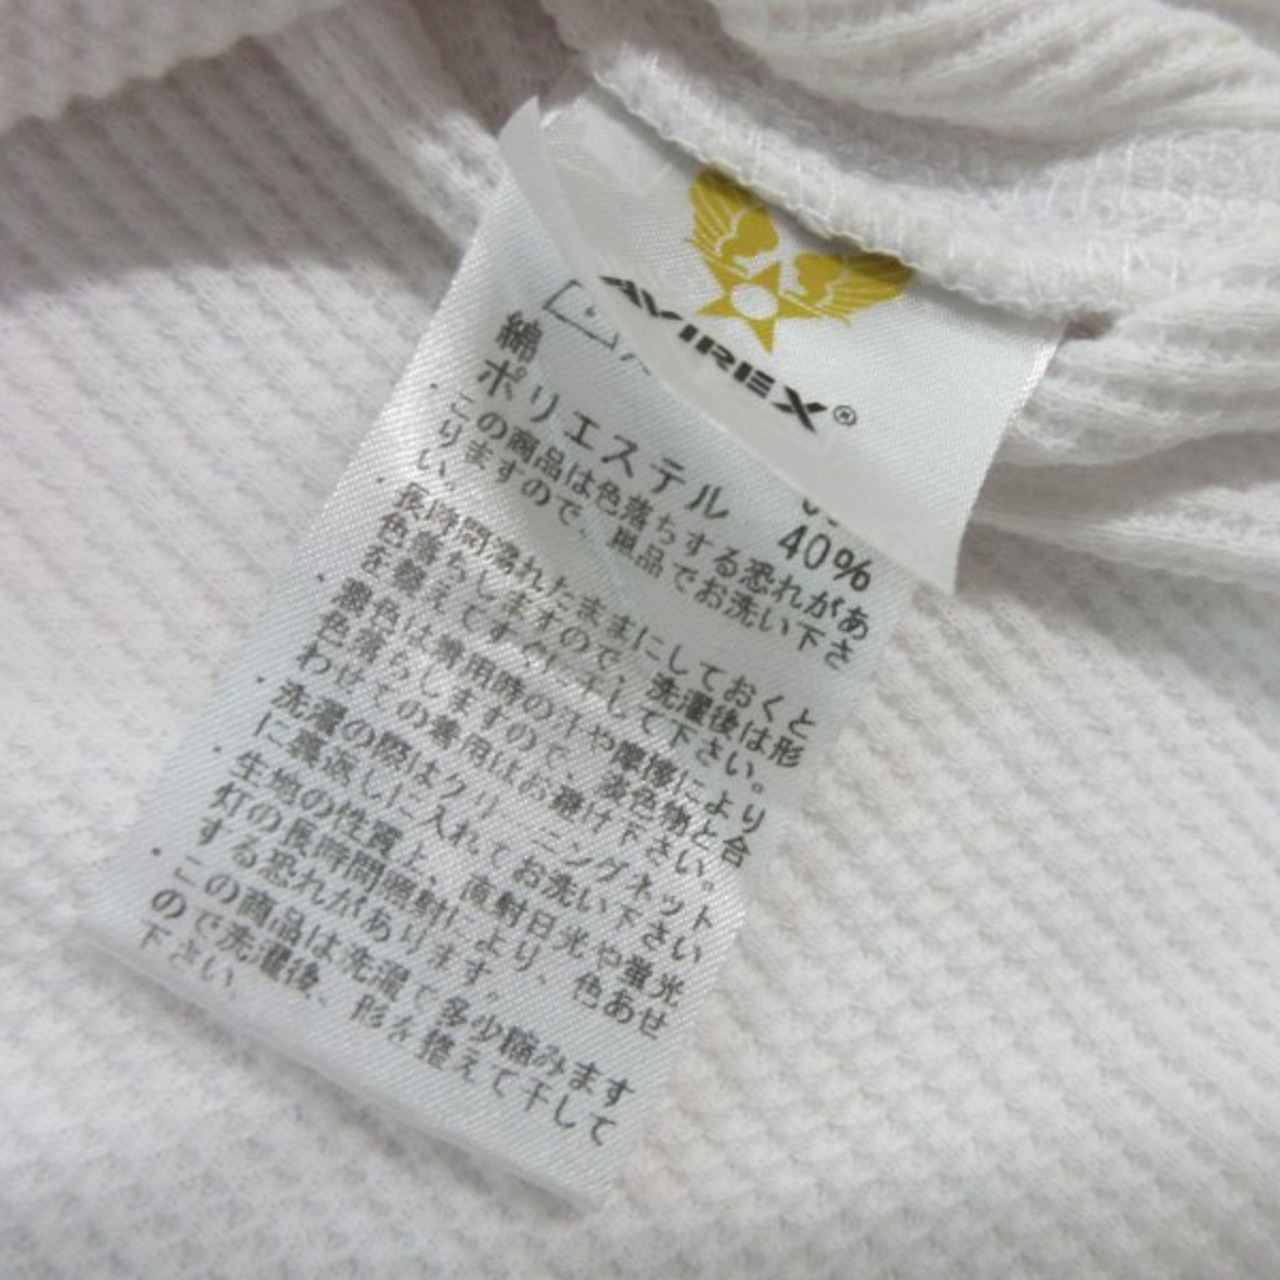 AVIREX®
綿
ポリエステル 40%
・この商品は色落ちする恐れがあ
りますので、単品でお洗い下さ
い。
・長時間濡れたままにしておくと
色落ちしますので、洗濯後は形
を整えてすぐに干して下さい。
・濃色は着用時の汗や摩擦により
色落ちしますので、淡色物と合
わせての着用はお避け下さい。
・洗濯の際はクリーニングネット
に裏返しに入れてお洗い下さい
・生地の性質上、直射日光や蛍光
灯の長時間照射により、色あせ
する恐れがあります。
・この商品は洗濯で多少縮みます
ので洗濯後、形を整えて干して
下さい。